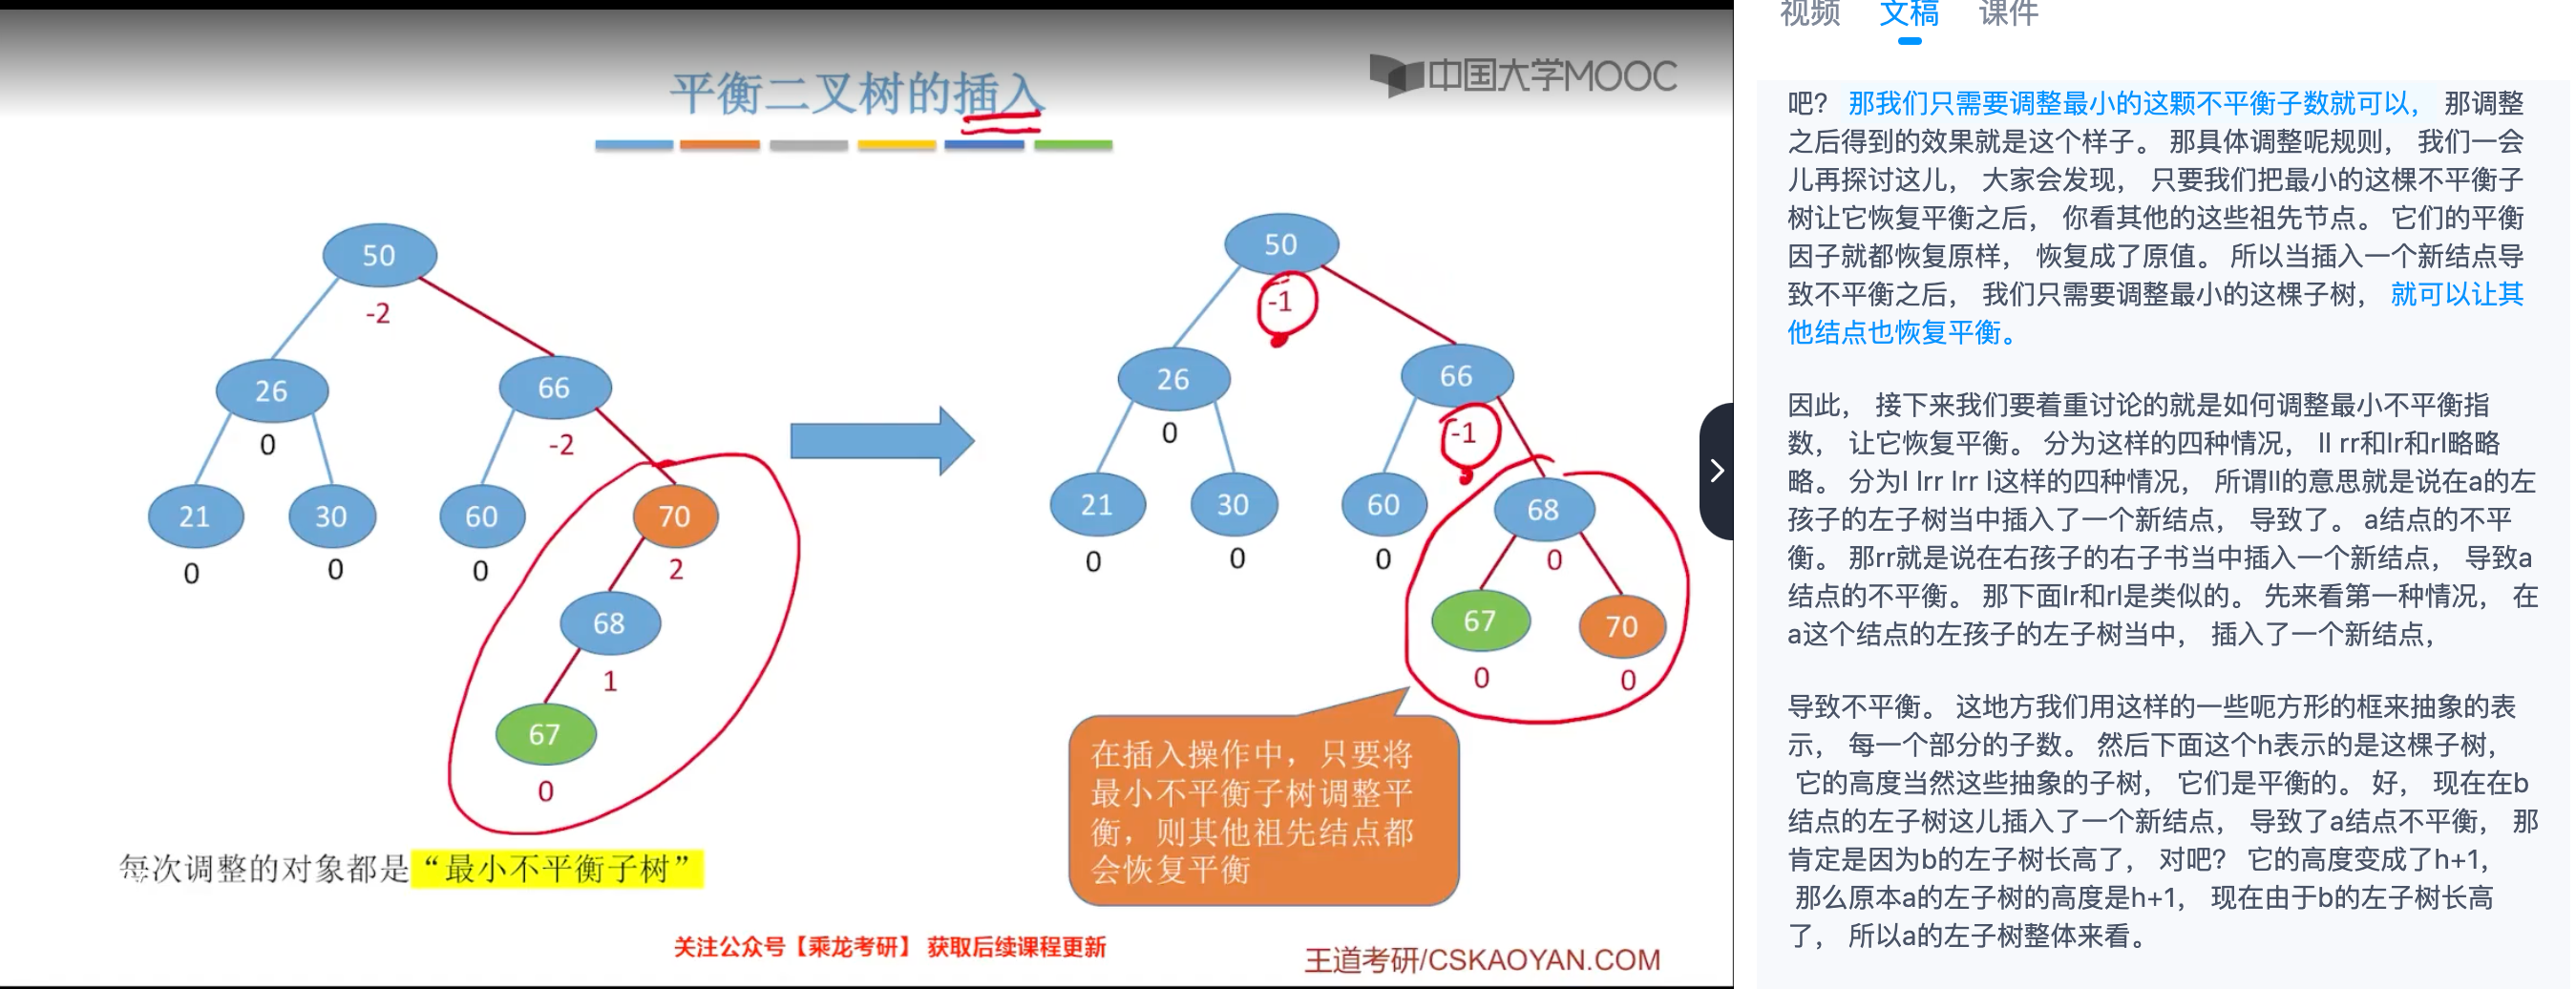 平衡二叉树的插入
中国大学MOOC
50
-2
26
66
0
-2
21
30
60
70
0
0
0
2
68
1
67
0
50
-1
26
66
0
-1
21
30
60
68
0
0
0
0
67
70
0
0
在插入操作中，只要将
最小不平衡子树调整平
衡，则其他祖先结点都
会恢复平衡
每次调整的对象都是“最小不平衡子树”
关注公众号【乘龙考研】 获取后续课程更新
王道考研/CSKAOYAN.COM
视频 文稿 课件
吧？ 那我们只需要调整最小的这颗不平衡子数就可以， 那调整
之后得到的效果就是这个样子。 那具体调整呢规则， 我们一会
儿再探讨这儿， 大家会发现， 只要我们把最小的这棵不平衡子
树让它恢复平衡之后， 你看其他的这些祖先节点。 它们的平衡
因子就都恢复原样， 恢复成了原值。 所以当插入一个新结点导
致不平衡之后， 我们只需要调整最小的这棵子树， 就可以让其
他结点也恢复平衡。
因此， 接下来我们要着重讨论的就是如何调整最小不平衡指
数， 让它恢复平衡。 分为这样的四种情况， ll rr和lr和rl略略
略。 分为l lrr lrr l这样的四种情况， 所谓ll的意思就是说在a的左
孩子的左子树当中插入了一个新结点， 导致了。 a结点的不平
衡。 那rr就是说在右孩子的右子书当中插入一个新结点， 导致a
结点的不平衡。 那下面lr和rl是类似的。 先来看第一种情况， 在
a这个结点的左孩子的左子树当中， 插入了一个新结点，
导致不平衡。 这地方我们用这样的一些呃方形的框来抽象的表
示， 每一个部分的子数。 然后下面这个h表示的是这棵子树，
它的高度当然这些抽象的子树， 它们是平衡的。 好， 现在在b
结点的左子树这儿插入了一个新结点， 导致了a结点不平衡， 那
肯定是因为b的左子树长高了， 对吧？ 它的高度变成了h+1，
那么原本a的左子树的高度是h+1， 现在由于b的左子树长高
了， 所以a的左子树整体来看。